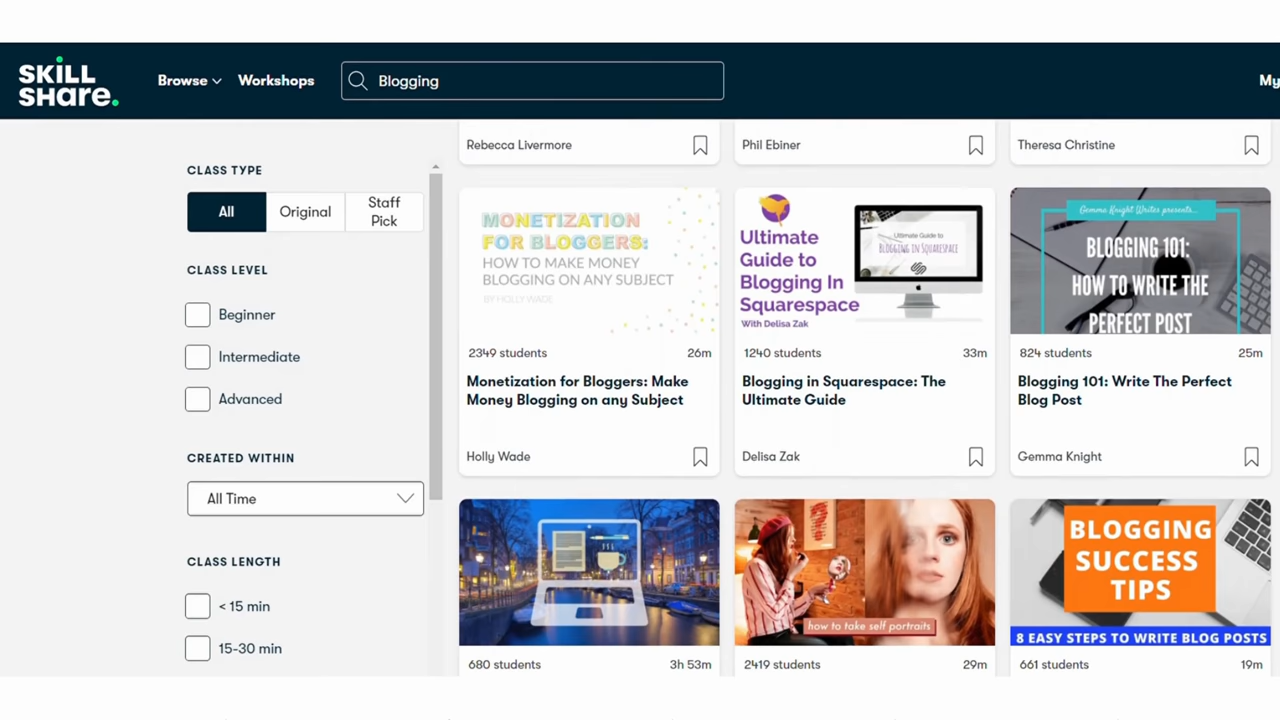 SKILL
SHARE.
Browse
Workshops
Blogging
My
CLASS TYPE
All
Original
Staff
Pick
CLASS LEVEL
Beginner
Intermediate
Advanced
CREATED WITHIN
All Time
CLASS LENGTH
< 15 min
15-30 min
Rebecca Livermore
Phil Ebiner
Theresa Christine
MONETIZATION
FOR BLOGGERS:
HOW TO MAKE MONEY
BLOGGING ON ANY SUBJECT
BY HOLLY WADE
2349 students
26m
Monetization for Bloggers: Make
Money Blogging on any Subject
Holly Wade
Ultimate
Guide to
Blogging In
Squarespace
With Delisa Zak
Ultimate Guide to
BLOGGING IN SQUARESPACE
1240 students
33m
Blogging in Squarespace: The
Ultimate Guide
Delisa Zak
Gemma Knight Writes presents...
BLOGGING 101:
HOW TO WRITE THE
PERFECT POST
824 students
25m
Blogging 101: Write The Perfect
Blog Post
Gemma Knight
680 students
3h 53m
how to take self portraits
2419 students
29m
BLOGGING
SUCCESS
TIPS
8 EASY STEPS TO WRITE BLOG POSTS
661 students
19m